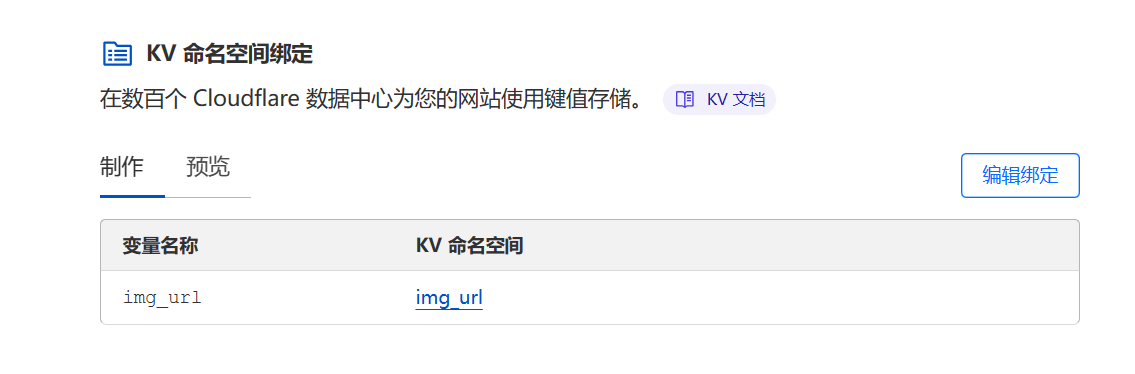 KV 命名空间绑定
在数百个 Cloudflare 数据中心为您的网站使用键值存储。 KV 文档
制作 预览 编辑绑定
变量名称 KV 命名空间
img_url img_url